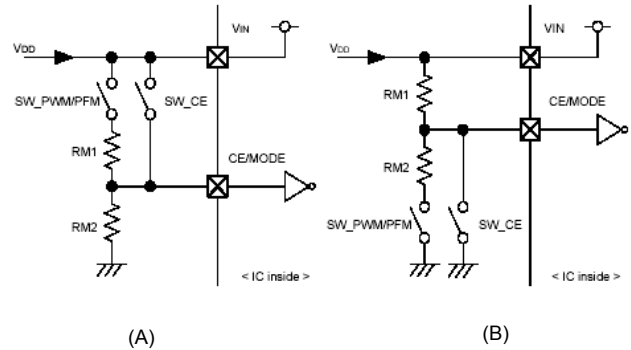 VDD
VIN
SW_PWM/PFM
SW_CE
RM1
CE/MODE
RM2
< IC inside >
(A)
VDD
VIN
RM1
CE/MODE
RM2
SW_PWM/PFM
SW_CE
< IC inside >
(B)